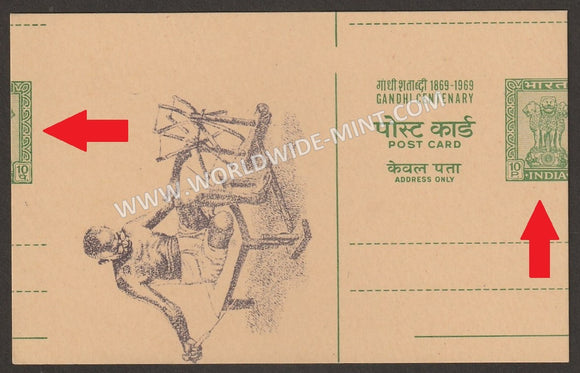 गांधी शताब्दी 1869-1969
GANDHI CENTENARY
पोस्ट कार्ड
POST CARD
केवल पता
ADDRESS ONLY
भारत
10
INDIA
10
WWW.WORLDWIDE-MINT.COM